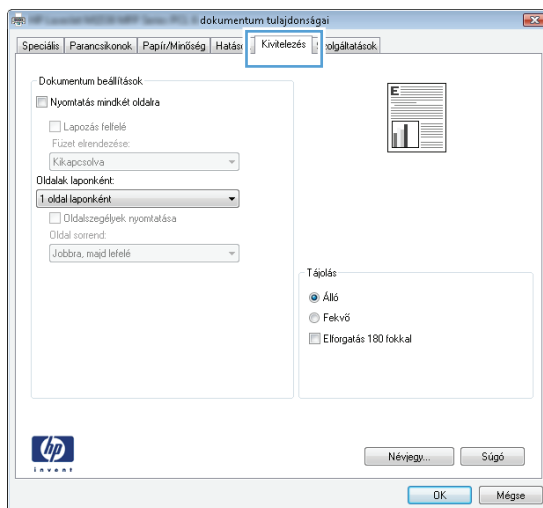 dokumentum tulajdonságai
Speciális Parancsikonok Papír/Minőség Kivitelezés
Dokumentum beállítások
Nyomtatás mindkét oldalra
Lapozás felfelé
Füzet elrendezése:
Kikapcsolva
Oldalak laponként:
1 oldal laponként
Oldalszegélyek nyomtatása
Oldal sorrend:
Jobbra, majd lefelé
E
Tájolás
Álló
Fekvő
Elforgatás 180 fokkal
hp
invent
Névjegy... Súgó
OK Mégse